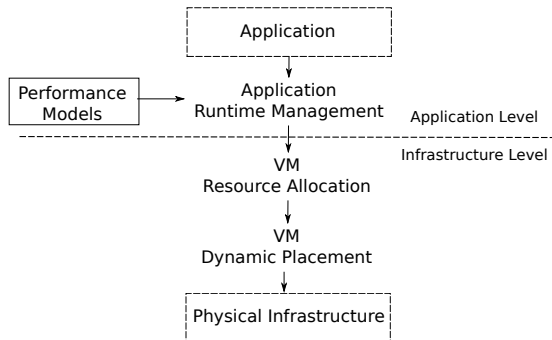 Application
Performance
Models
Application
Runtime Management
Application Level
Infrastructure Level
VM
Resource Allocation
VM
Dynamic Placement
Physical Infrastructure